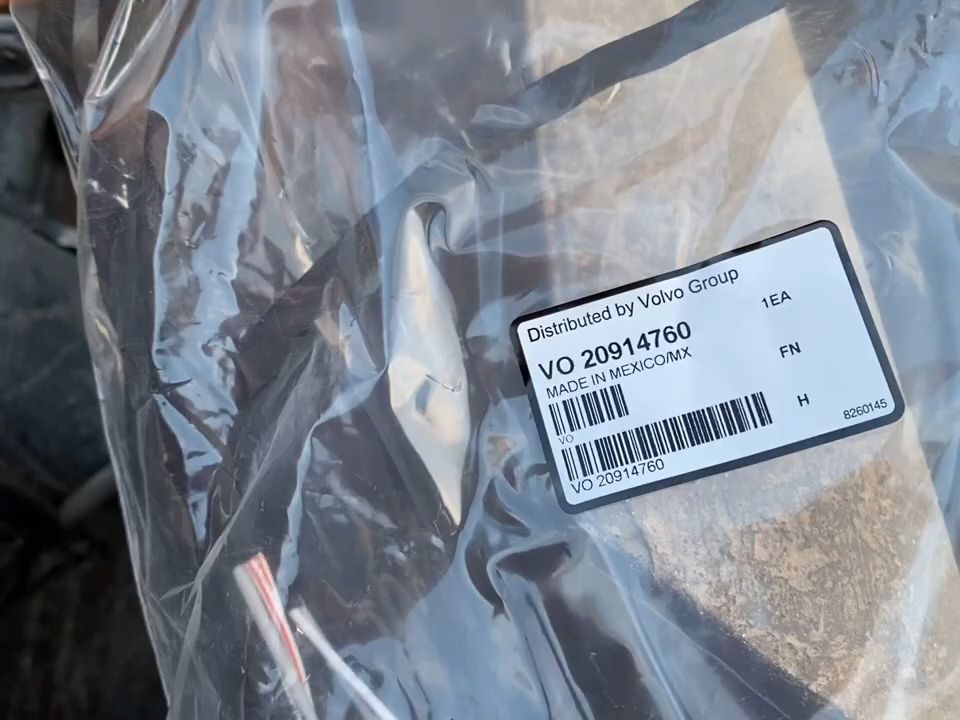 Distributed by Volvo Group
1EA
VO 20914760
FN
MADE IN MEXICO/MX
H
VO
8260145
VO 20914760